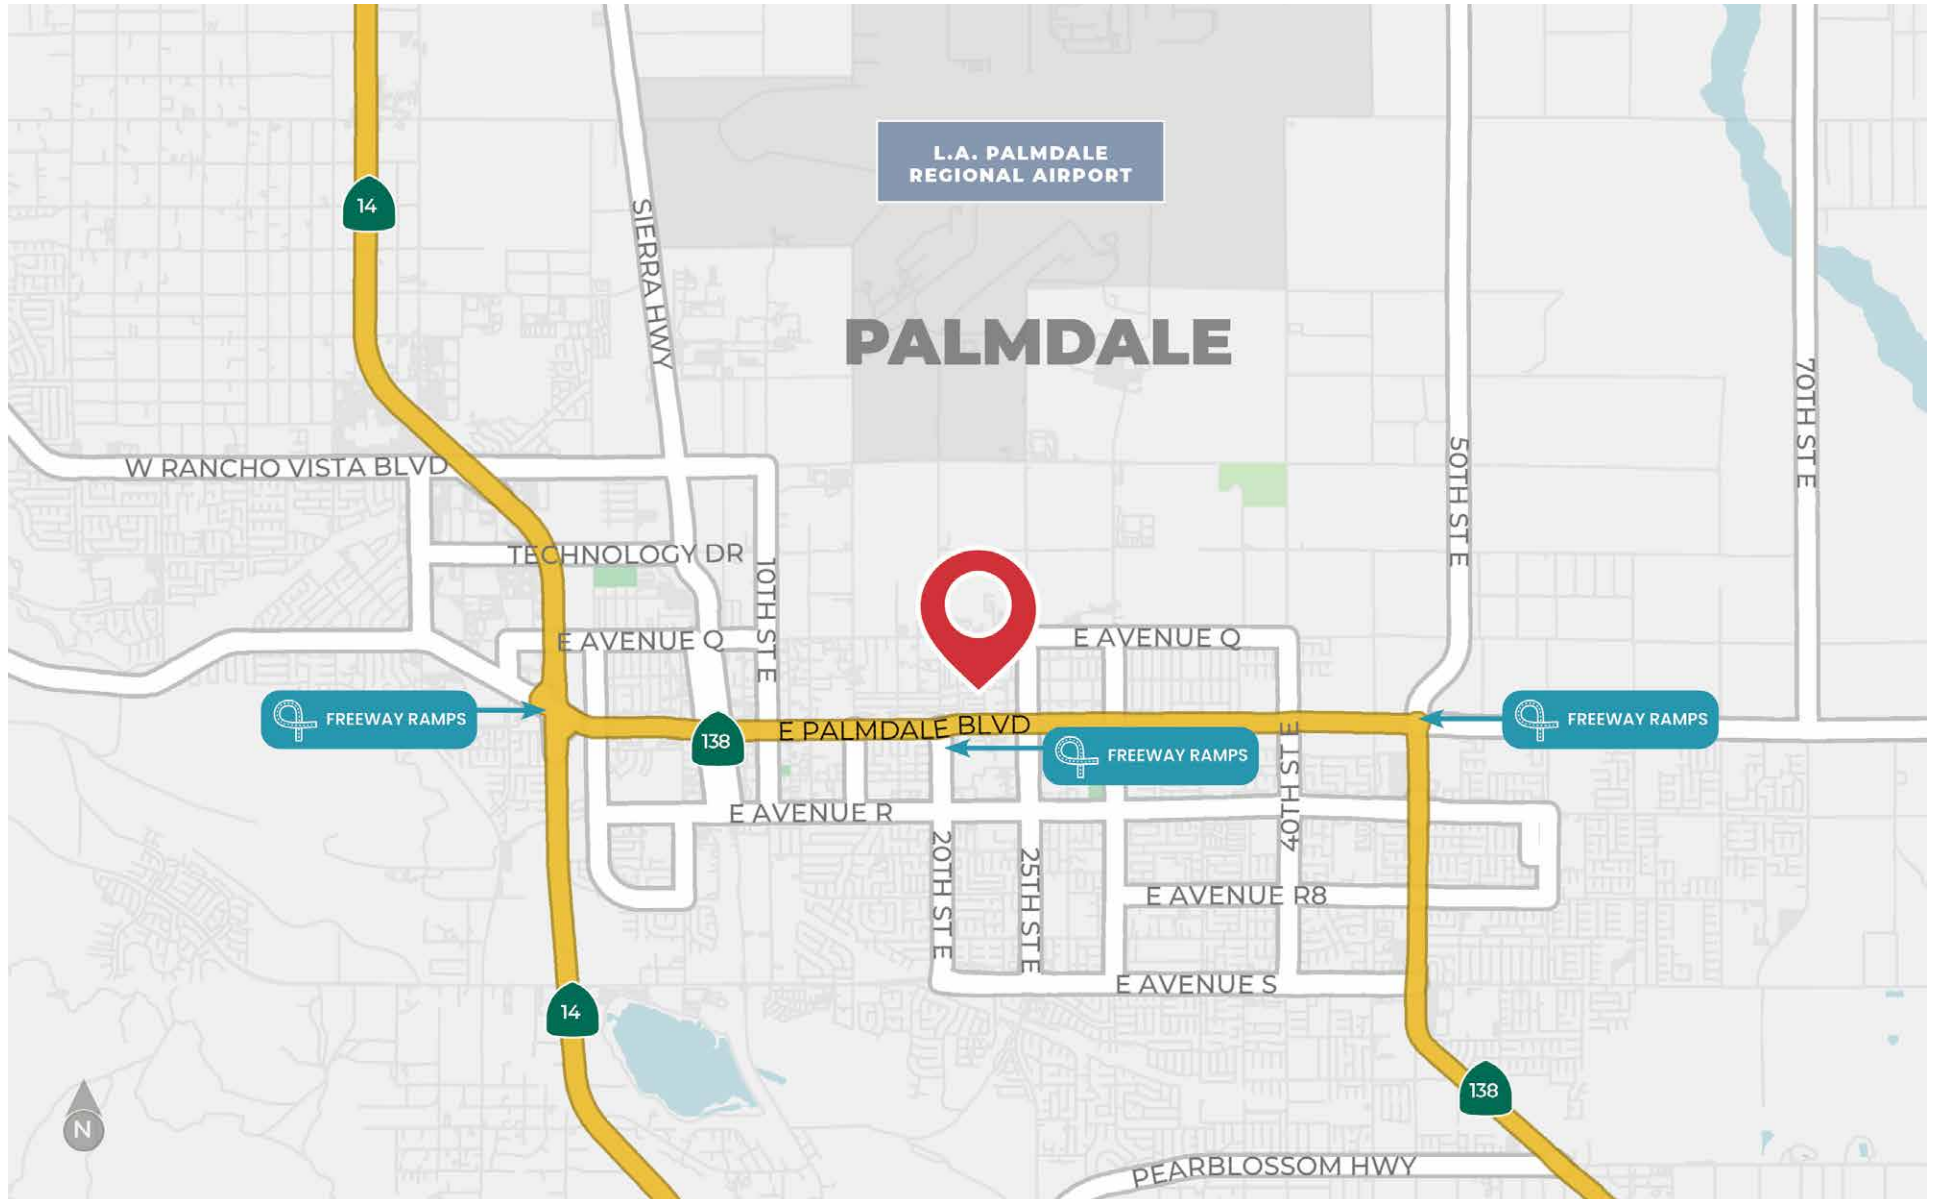 L.A. PALMDALE
REGIONAL AIRPORT
14
SIERRA HWY
PALMDALE
70TH ST E
W RANCHO VISTA BLVD
50TH ST E
TECHNOLOGY DR
10TH ST E
E AVENUE Q
E AVENUE Q
FREEWAY RAMPS
FREEWAY RAMPS
138
E PALMDALE BLVD
FREEWAY RAMPS
40TH ST E
E AVENUE R
20TH ST E
25TH ST E
E AVENUE R8
E AVENUE S
14
138
N
PEARBLOSSOM HWY